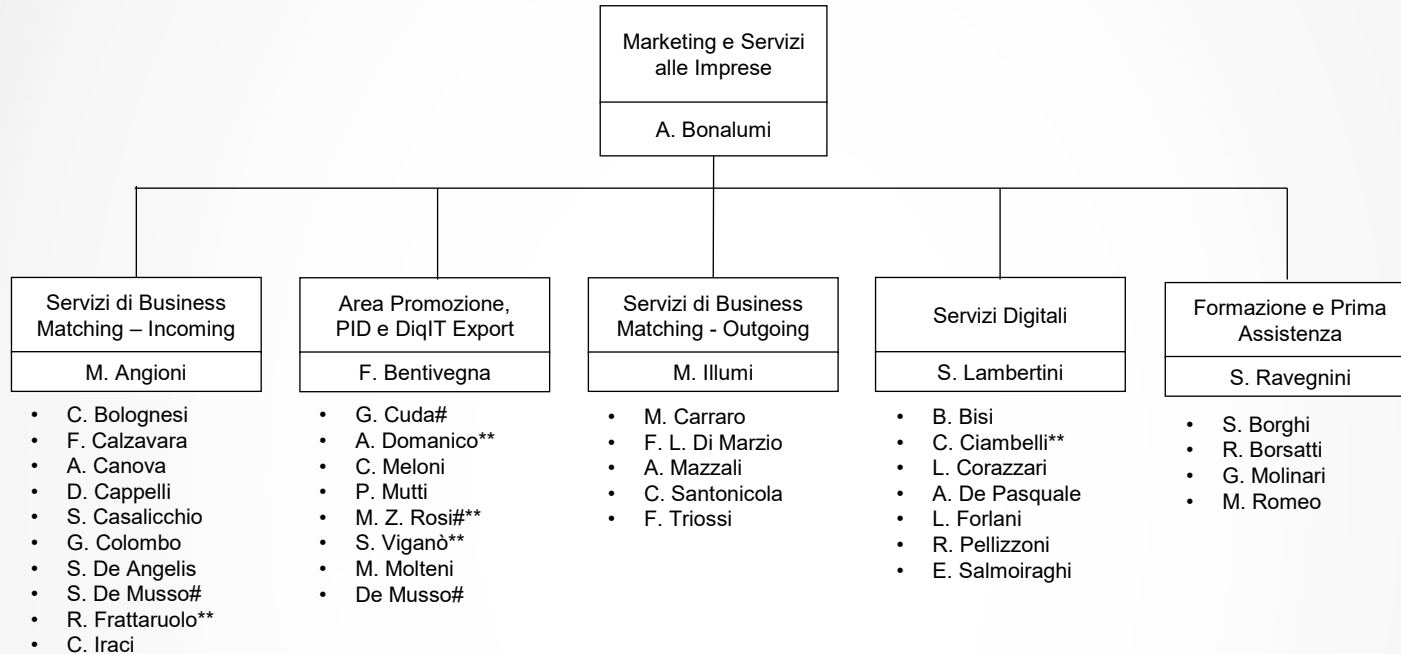 Marketing e Servizi
alle Imprese
A. Bonalumi
Servizi di Business
Matching – Incoming
M. Angioni
• C. Bolognesi
• F. Calzavara
• A. Canova
• D. Cappelli
• S. Casalicchio
• G. Colombo
• S. De Angelis
• S. De Musso#
• R. Frattaruolo**
• C. Iraci
Area Promozione,
PID e DiqIT Export
F. Bentivegna
• G. Cuda#
• A. Domanico**
• C. Meloni
• P. Mutti
• M. Z. Rosi#**
• S. Viganò**
• M. Molteni
• De Musso#
Servizi di Business
Matching - Outgoing
M. Illumi
• M. Carraro
• F. L. Di Marzio
• A. Mazzali
• C. Santonicola
• F. Triossi
Servizi Digitali
S. Lambertini
• B. Bisi
• C. Ciambelli**
• L. Corazzari
• A. De Pasquale
• L. Forlani
• R. Pellizzoni
• E. Salmoiraghi
Formazione e Prima
Assistenza
S. Ravegnini
• S. Borghi
• R. Borsatti
• G. Molinari
• M. Romeo